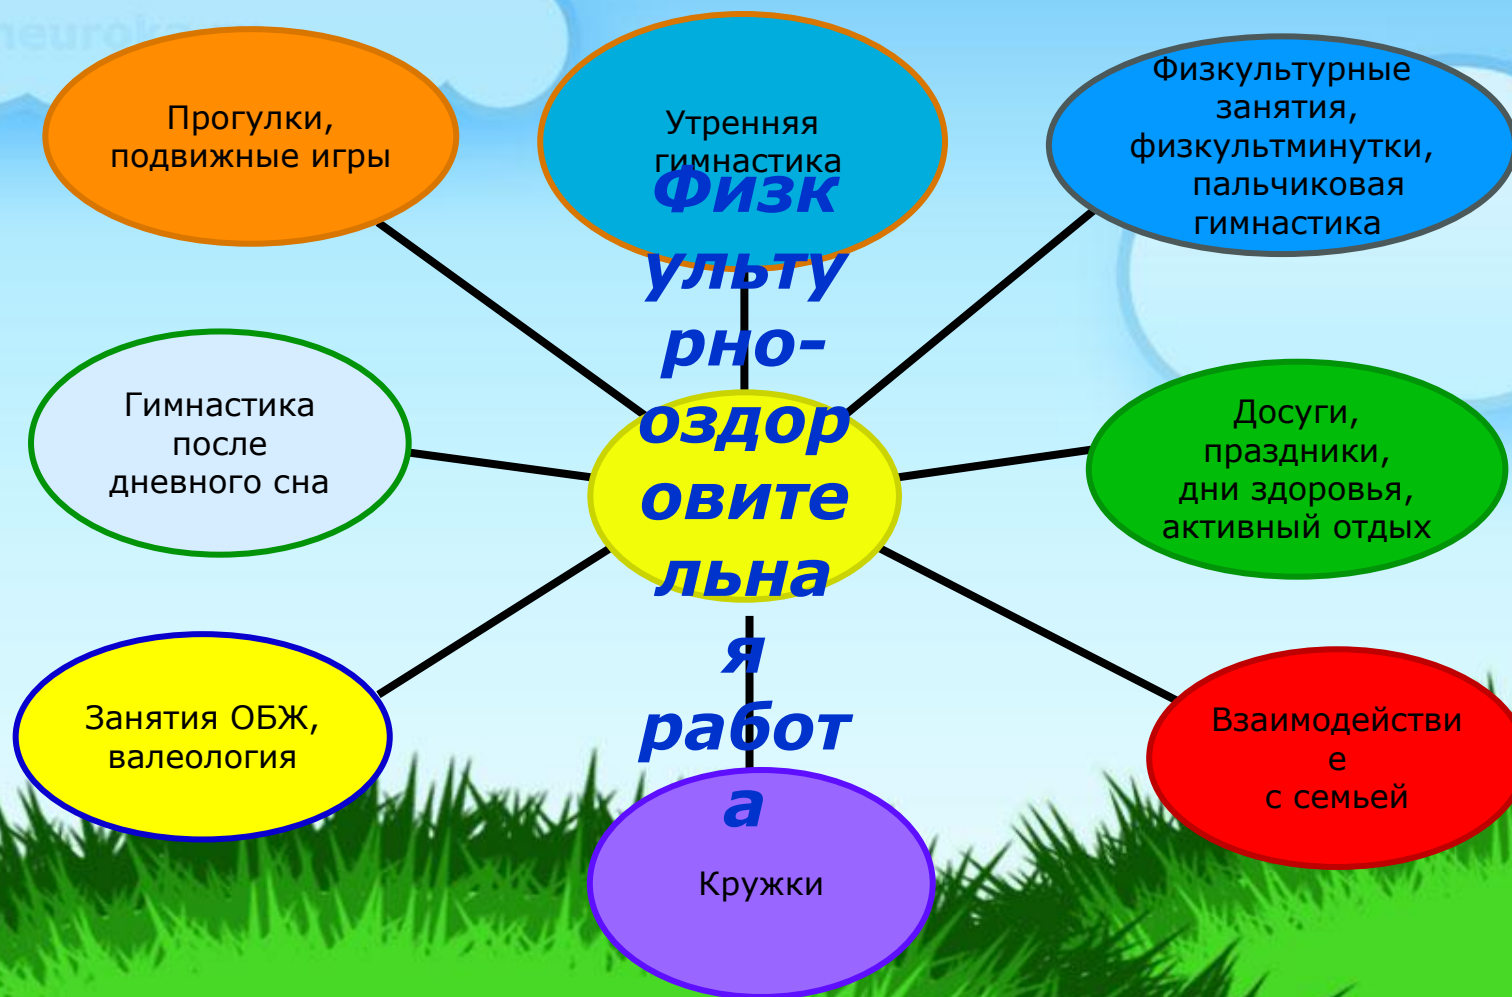 Прогулки,
подвижные игры
Утренняя
гимнастика
Физкультурные
занятия,
физкультминутки,
пальчиковая
гимнастика
Физк
ульту
рно-
оздор
овите
льна
я
работ
а
Гимнастика
после
дневного сна
Досуги,
праздники,
дни здоровья,
активный отдых
Занятия ОБЖ,
валеология
Взаимодействи
е
с семьей
Кружки